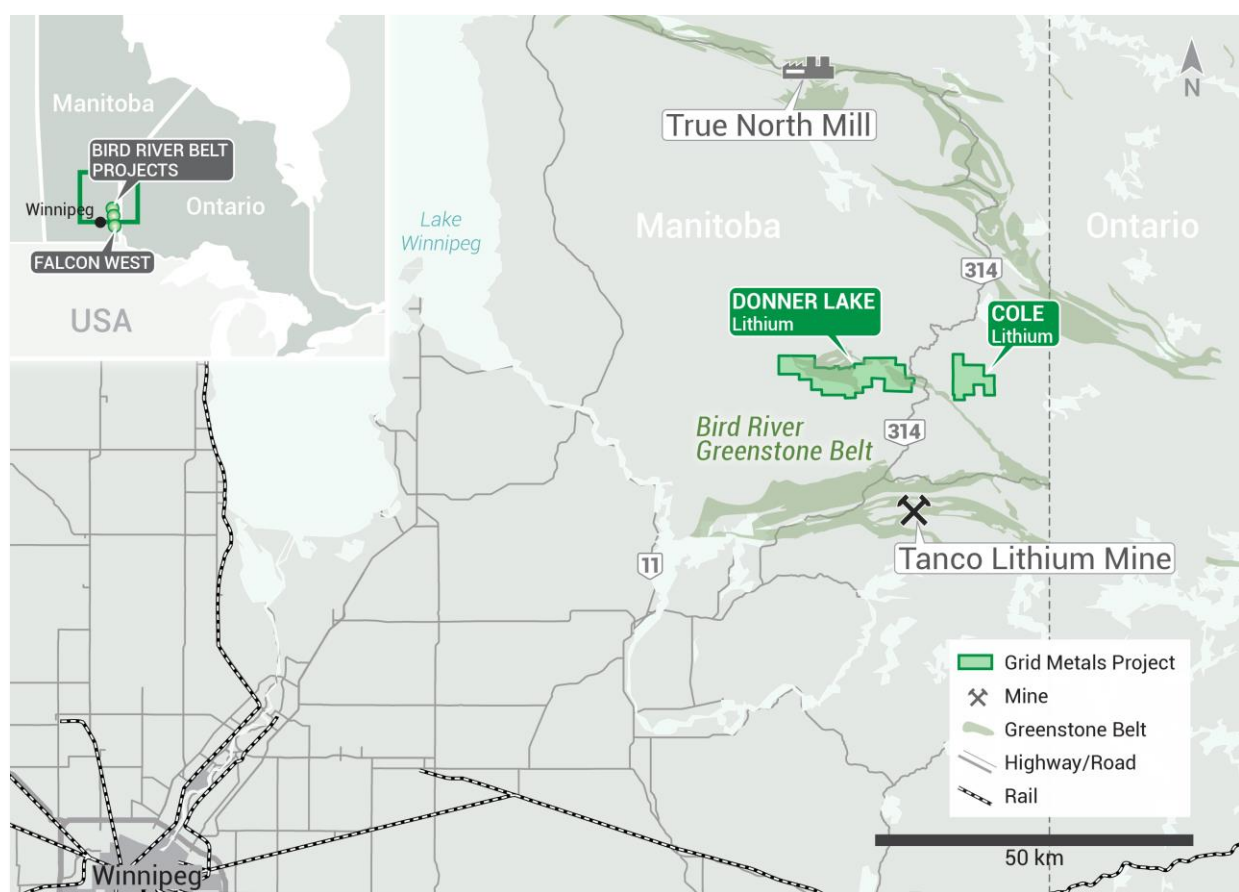 Manitoba
BIRD RIVER BELT
PROJECTS
Winnipeg
Ontario
FALCON WEST
USA
True North Mill
N
Lake
Winnipeg
Manitoba
Ontario
314
DONNER LAKE
Lithium
COLE
Lithium
Bird River
Greenstone Belt
314
11
Tanco Lithium Mine
Grid Metals Project
Mine
Greenstone Belt
Highway/Road
Rail
50 km
Winnipeg